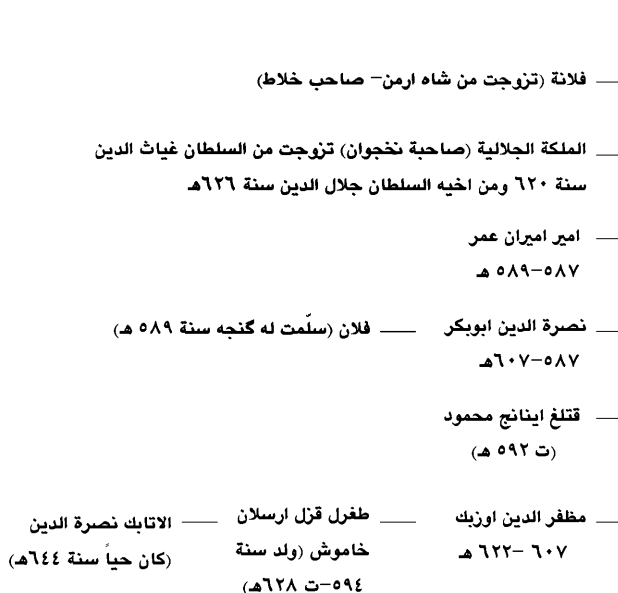 فلانة (تزوجت من شاه ارمن– صاحب خلاط)
الملكة الجلالية (صاحبة نخجوان) تزوجت من السلطان غياث الدين
سنة ٦٢٠ ومن اخيه السلطان جلال الدين سنة ٦٢٦هـ
امير اميران عمر
٥٨٧–٥٨٩ هـ
نصرة الدين ابوبكر
٥٨٧–٦٠٧هـ
فلان (سلّمت له گنجه سنة ٥٨٩ هـ)
قتلغ اينانج محمود
(ت ٥٩٢ هـ)
مظفر الدين اوزبك
٦٠٧ –٦٢٢ هـ
طغرل قزل ارسلان
خاموش (ولد سنة
٥٩٤–ت ٦٢٨هـ)
الاتابك نصرة الدين
(كان حياً سنة ٦٤٤هـ)